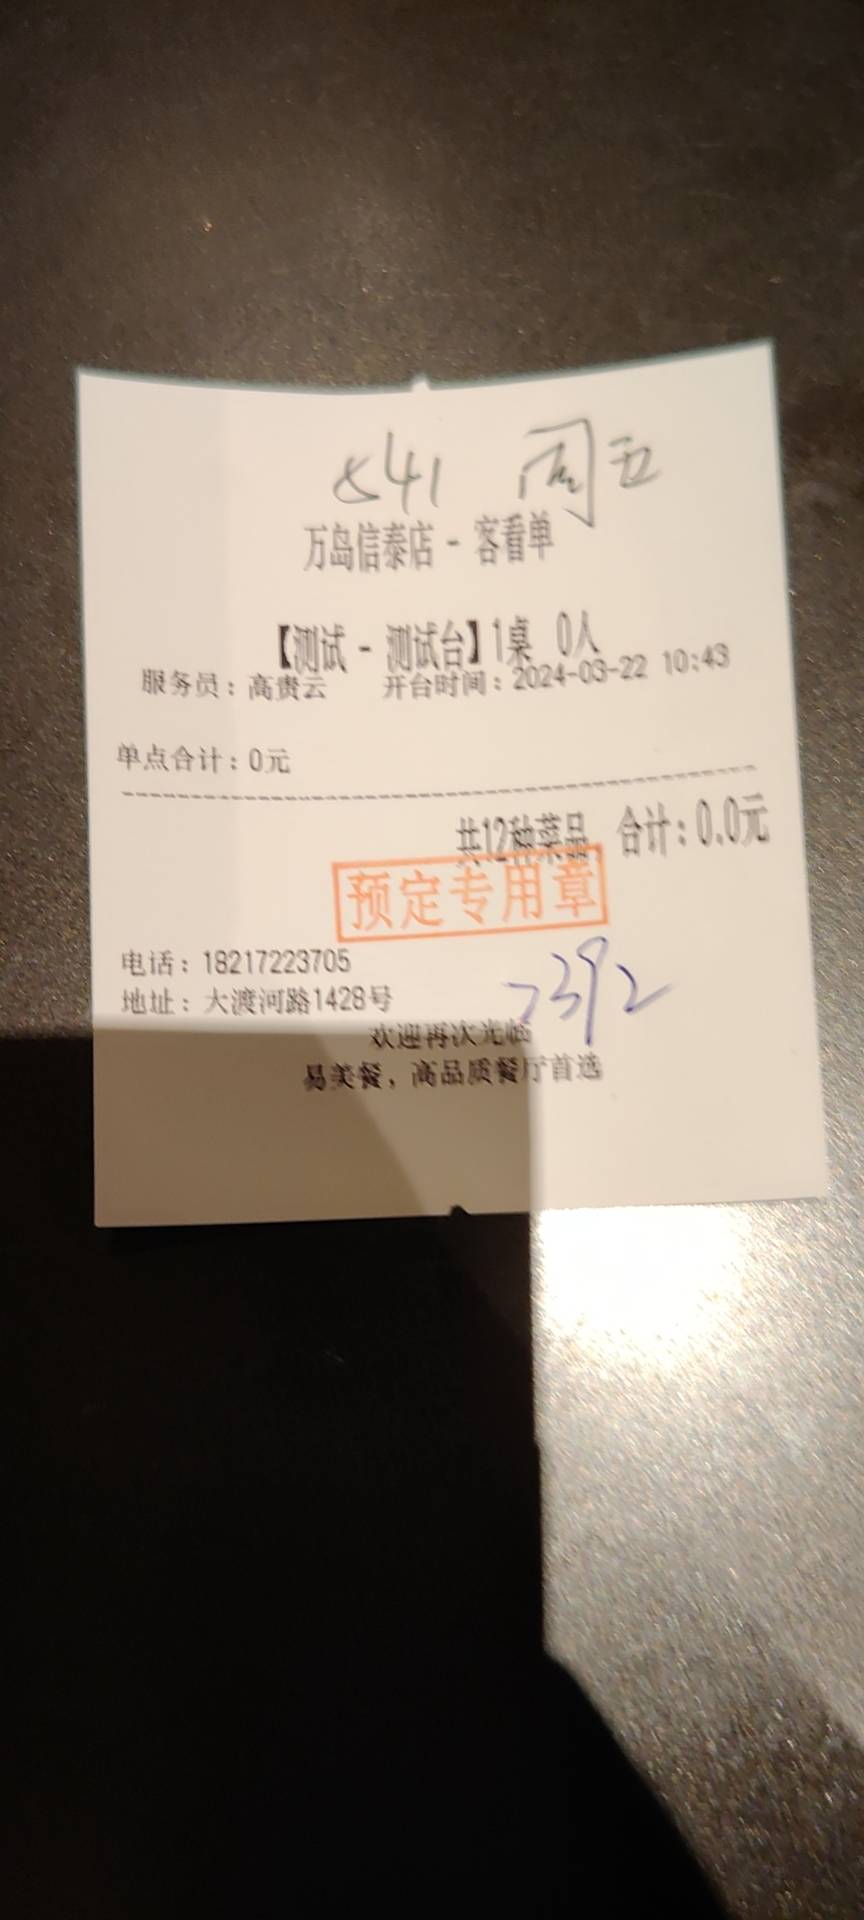 841 周五
万岛信泰店 - 客看单
【测试 - 测试台】1桌 0人
服务员：高贵云 开台时间：2024-03-22 10:43
单点合计：0元
共12种菜品 合计：0.0元
预定专用章
电话：18217223705
地址：大渡河路1428号
7392
欢迎再次光临
易美餐，高品质餐厅首选